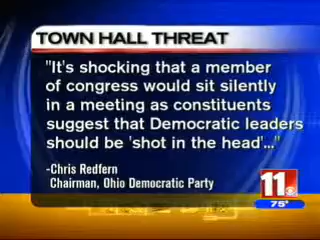 TOWN HALL THREAT
"It's shocking that a member
of congress would sit silently
in a meeting as constituents
suggest that Democratic leaders
should be 'shot in the head'..."
-Chris Redfern
Chairman, Ohio Democratic Party
11
75°